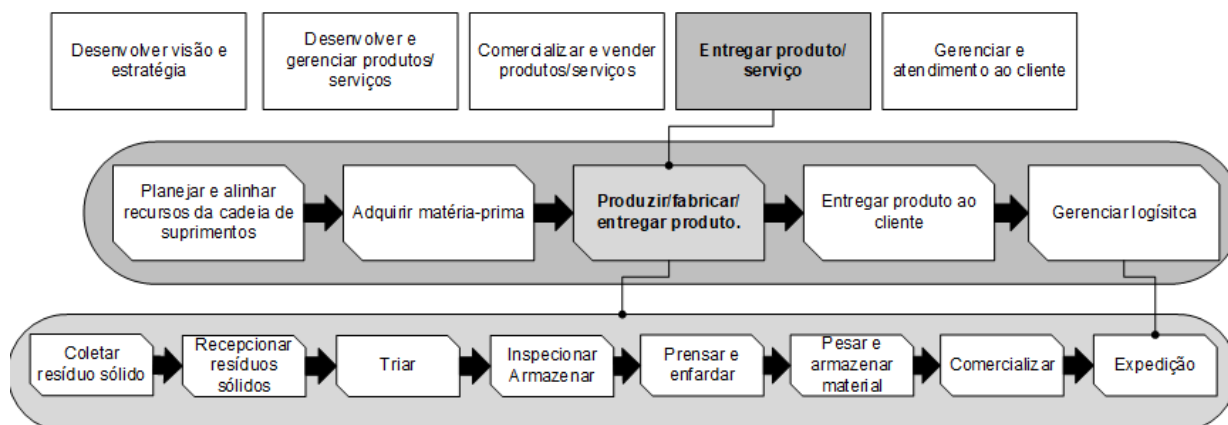 Desenvolver visão e
estratégia
Desenvolver e
gerenciar produtos/
serviços
Comercializar e vender
produtos/serviços
Entregar produto/
serviço
Gerenciar e
atendimento ao cliente
Planejar e alinhar
recursos da cadeia de
suprimentos
Adquirir matéria-prima
Produzir/fabricar/
entregar produto.
Entregar produto ao
cliente
Gerenciar logísitca
Coletar
resíduo sólido
Recepcionar
resíduos
sólidos
Triar
Inspecionar
Armazenar
Prensar e
enfardar
Pesar e
armazenar
material
Comercializar
Expedição